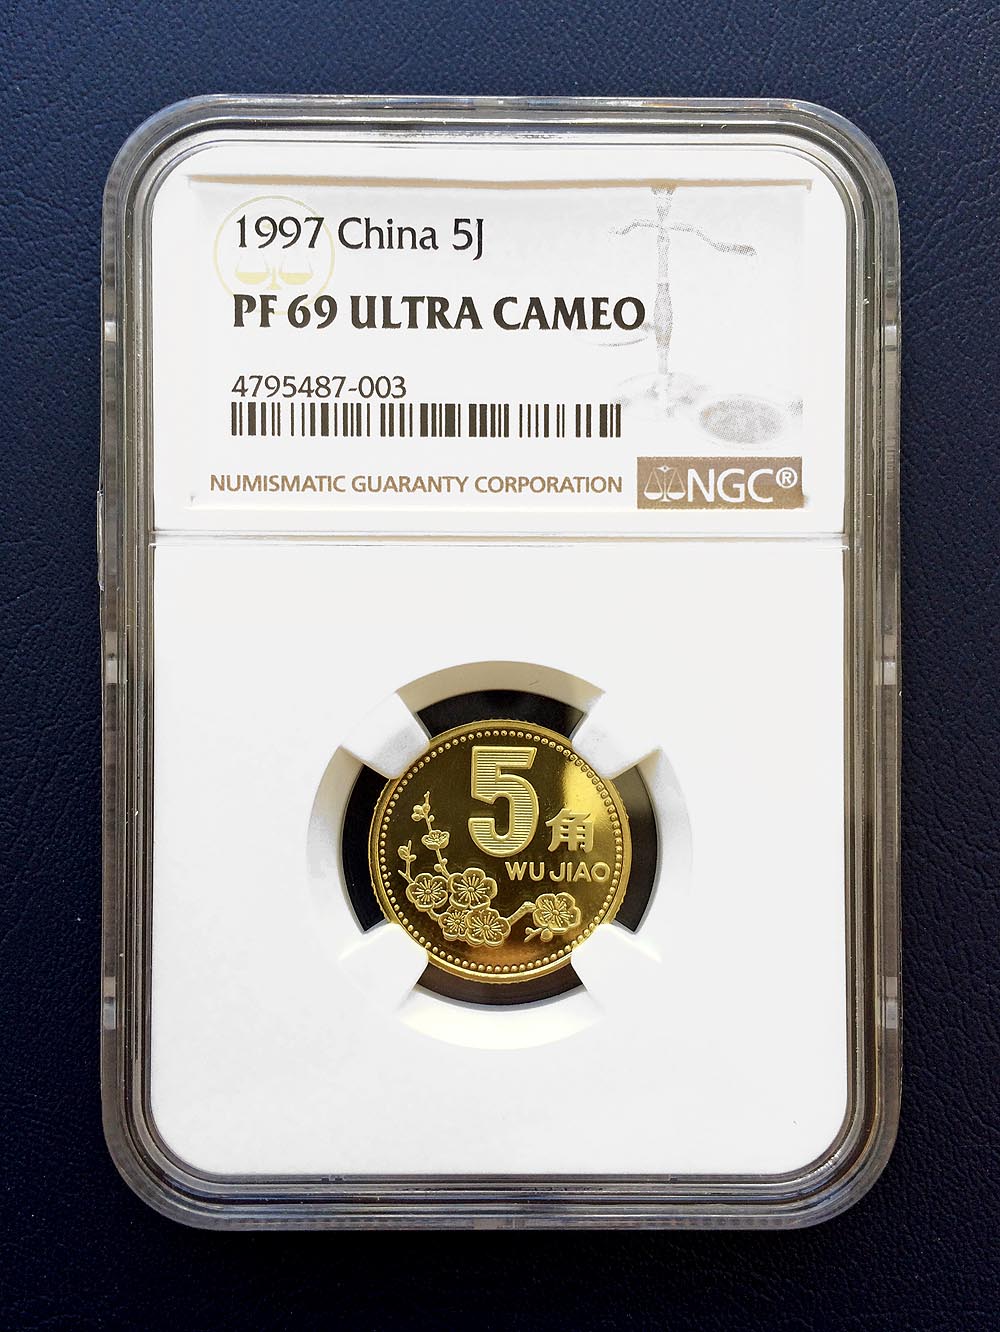 1997 China 5J
PF 69 ULTRA CAMEO
4795487-003
NUMISMATIC GUARANTY CORPORATION NGC®
5角
WU JIAO